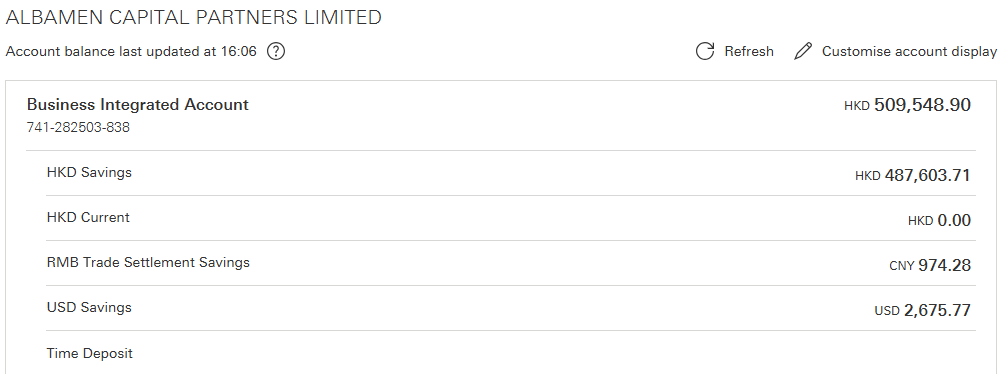 ALBAMEN CAPITAL PARTNERS LIMITED
Account balance last updated at 16:06 ? Refresh Customise account display
Business Integrated Account HKD 509,548.90
741-282503-838
HKD Savings HKD 487,603.71
HKD Current HKD 0.00
RMB Trade Settlement Savings CNY 974.28
USD Savings USD 2,675.77
Time Deposit